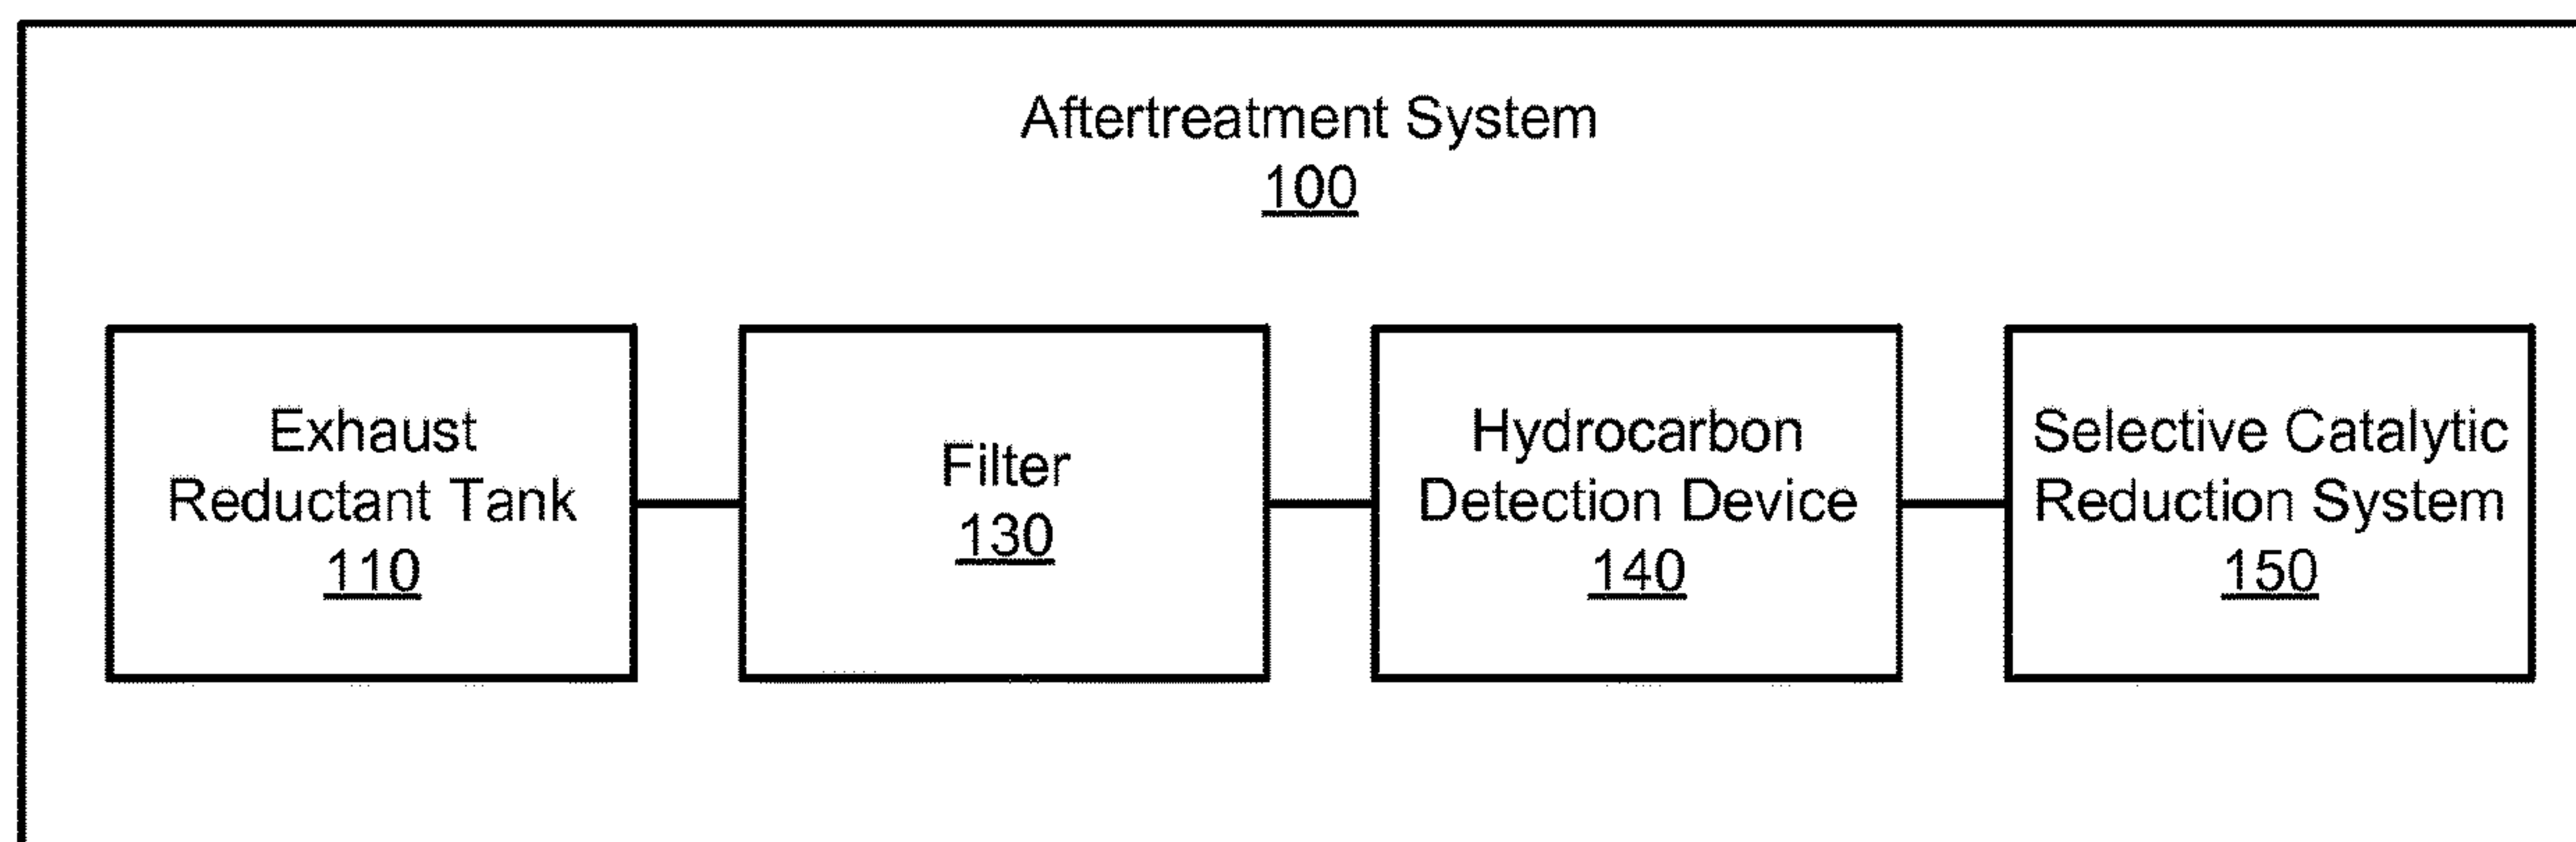 Aftertreatment System
100
Exhaust
Reductant Tank
110
Filter
130
Hydrocarbon
Detection Device
140
Selective Catalytic
Reduction System
150